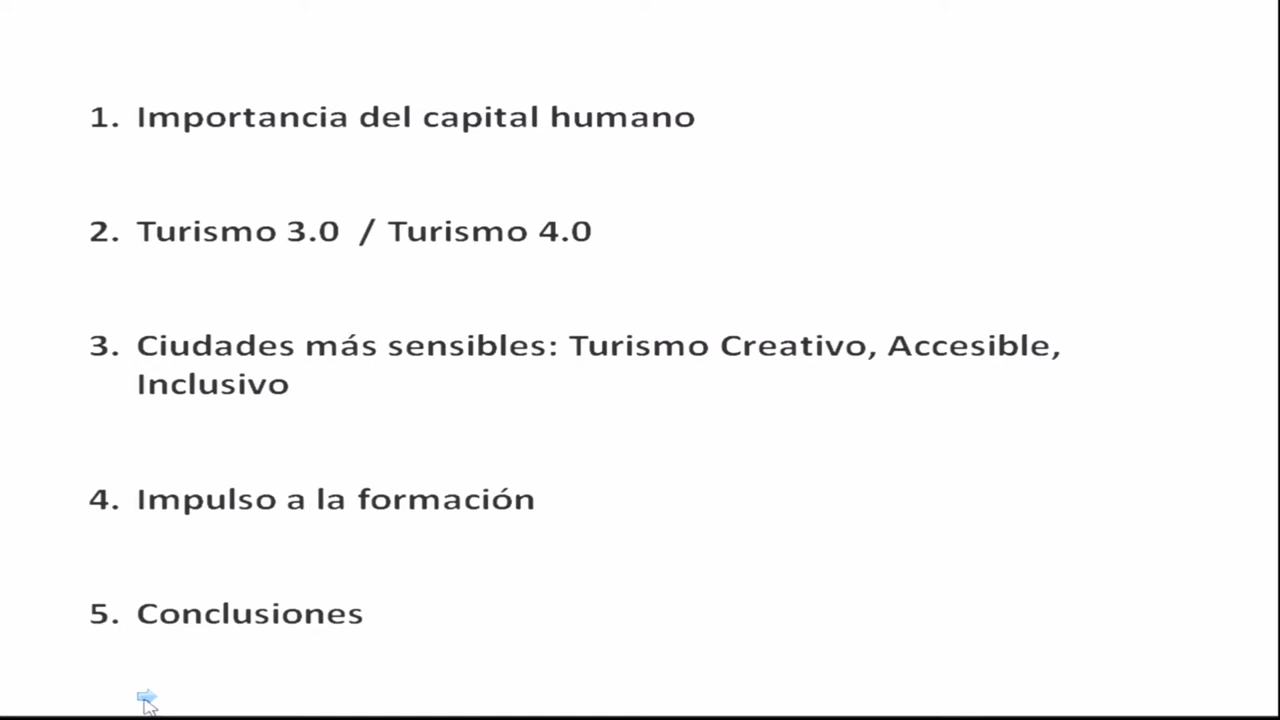 1. Importancia del capital humano
2. Turismo 3.0 / Turismo 4.0
3. Ciudades más sensibles: Turismo Creativo, Accesible,
Inclusivo
4. Impulso a la formación
5. Conclusiones